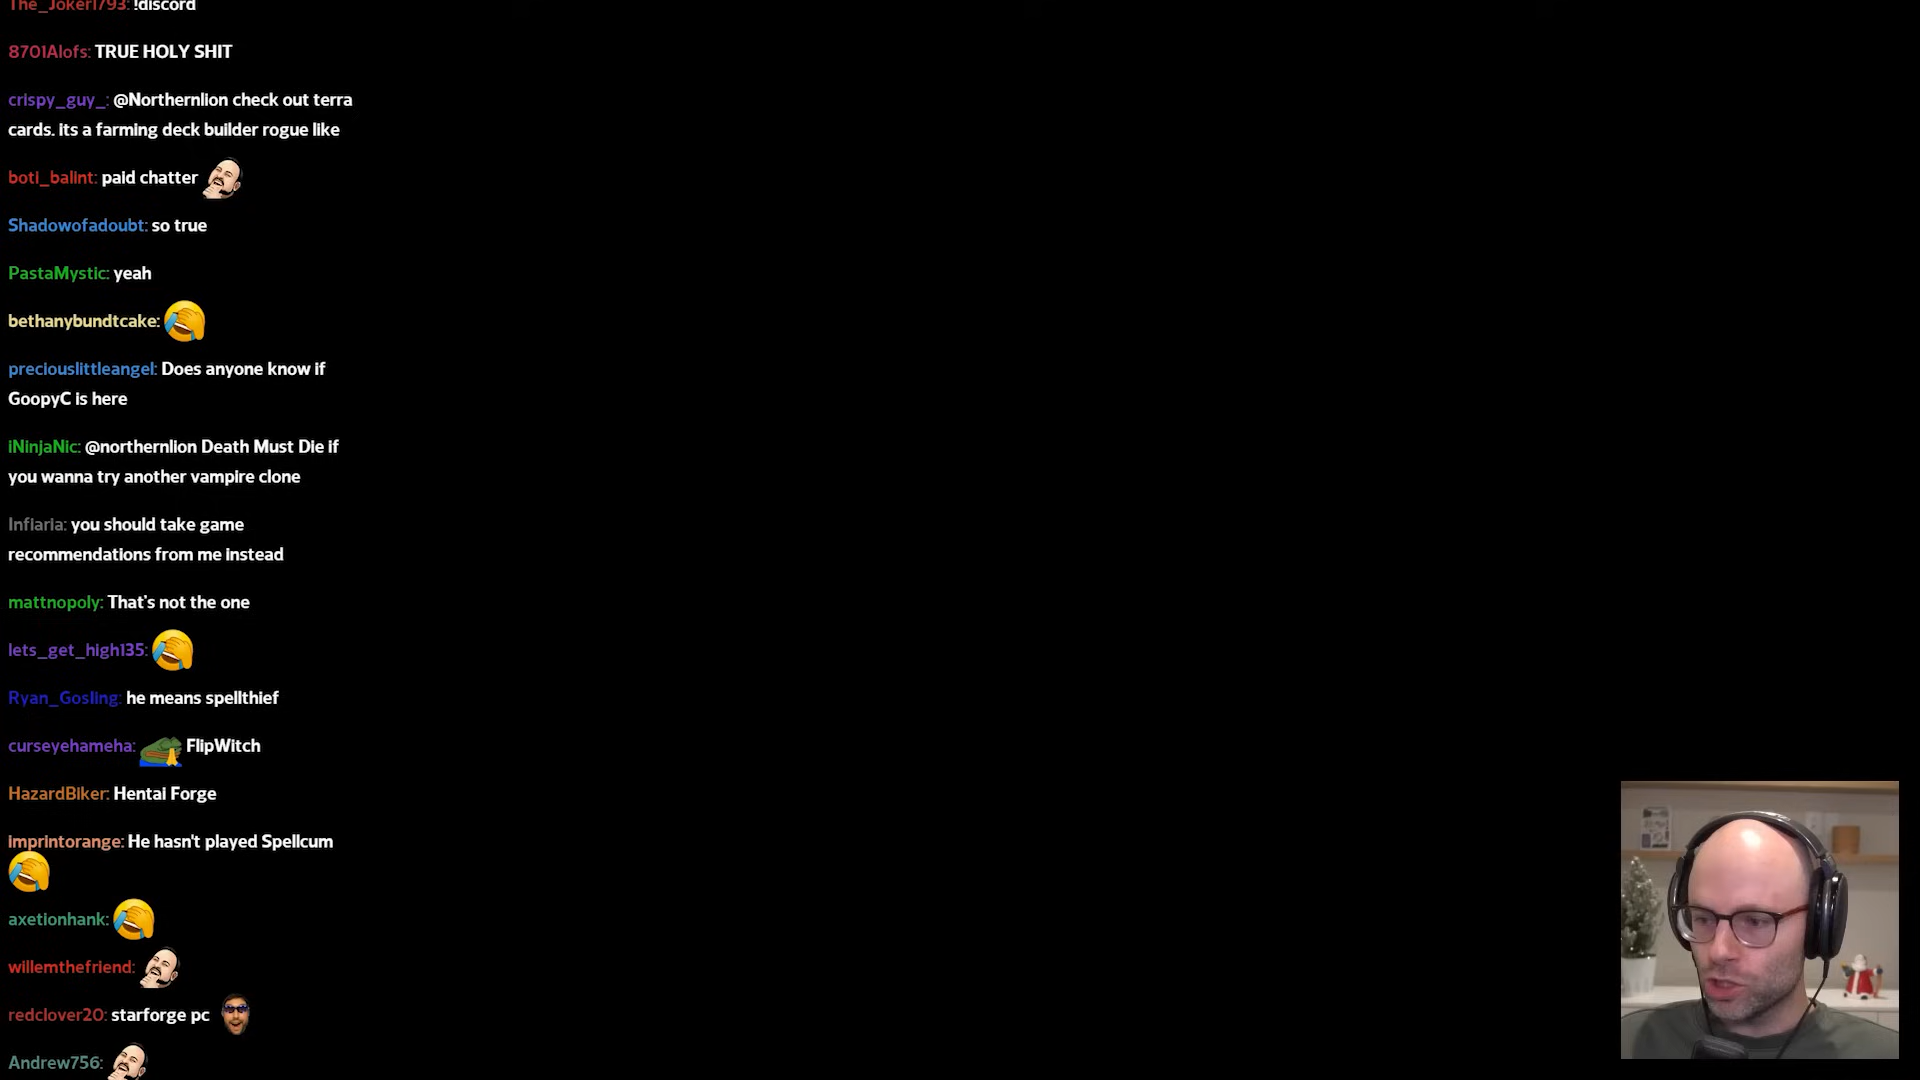 The_Joker1793: !discord
8701Alofs: TRUE HOLY SHIT
crispy_guy_: @Northernlion check out terra
cards. its a farming deck builder rogue like
boti_balint: paid chatter
Shadowofadoubt: so true
PastaMystic: yeah
bethanybundtcake:
preciouslittleangel: Does anyone know if
GoopyC is here
iNinjaNic: @northernlion Death Must Die if
you wanna try another vampire clone
Infiaria: you should take game
recommendations from me instead
mattnopoly: That's not the one
lets_get_high135:
Ryan_Gosling: he means spellthief
curseyehameha: FlipWitch
HazardBiker: Hentai Forge
imprintorange: He hasn't played Spellcum
axetionhank:
willemthefriend:
redclover20: starforge pc
Andrew756: